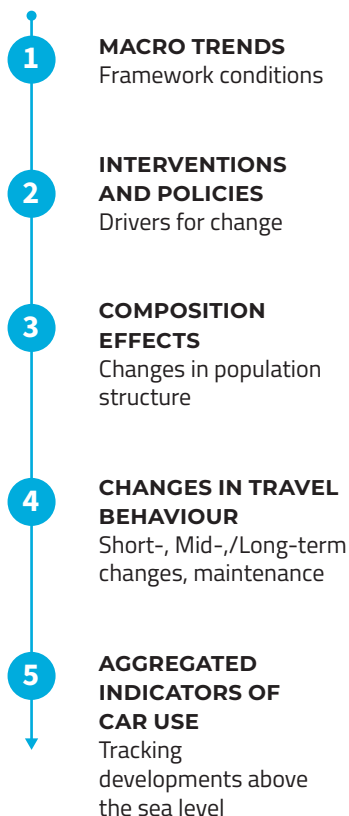 1
MACRO TRENDS
Framework conditions
2
INTERVENTIONS
AND POLICIES
Drivers for change
3
COMPOSITION
EFFECTS
Changes in population
structure
4
CHANGES IN TRAVEL
BEHAVIOUR
Short-, Mid-,/Long-term
changes, maintenance
5
AGGREGATED
INDICATORS OF
CAR USE
Tracking
developments above
the sea level